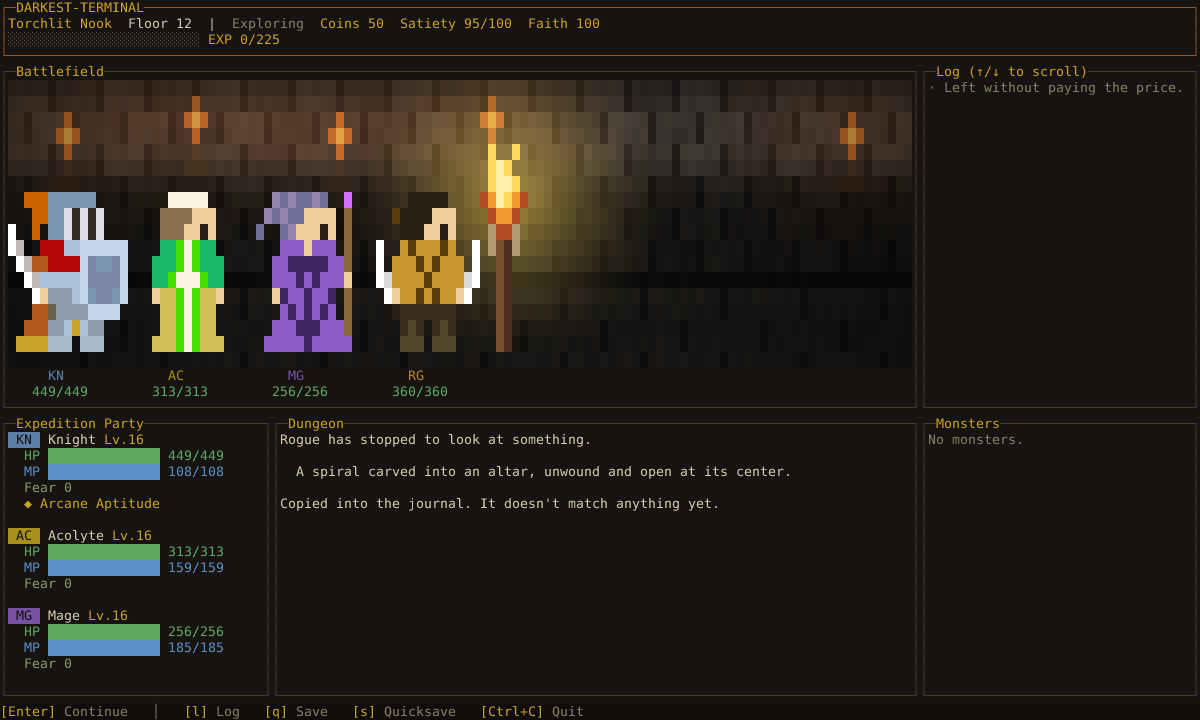 DARKEST-TERMINAL
Torchlit Nook  Floor 12  |  Exploring  Coins 50  Satiety 95/100  Faith 100
EXP 0/225
Battlefield
KN AC MG RG
449/449 313/313 256/256 360/360
Log (↑/↓ to scroll)
· Left without paying the price.
Expedition Party
KN Knight Lv.16
HP 449/449
MP 108/108
Fear 0
◆ Arcane Aptitude
AC Acolyte Lv.16
HP 313/313
MP 159/159
Fear 0
MG Mage Lv.16
HP 256/256
MP 185/185
Fear 0
Dungeon
Rogue has stopped to look at something.
A spiral carved into an altar, unwound and open at its center.
Copied into the journal. It doesn't match anything yet.
Monsters
No monsters.
[Enter] Continue  |  [l] Log  [q] Save  [s] Quicksave  [Ctrl+C] Quit